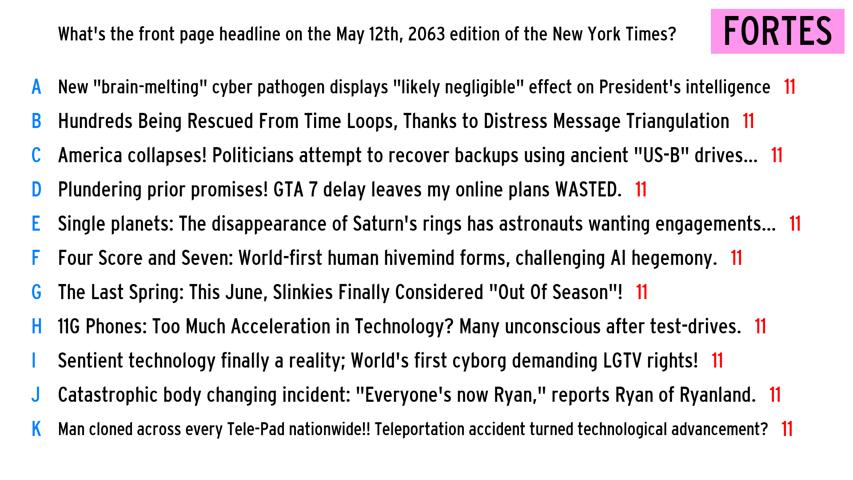 What's the front page headline on the May 12th, 2063 edition of the New York Times? FORTES
A New "brain-melting" cyber pathogen displays "likely negligible" effect on President's intelligence 11
B Hundreds Being Rescued From Time Loops, Thanks to Distress Message Triangulation 11
C America collapses! Politicians attempt to recover backups using ancient "US-B" drives... 11
D Plundering prior promises! GTA 7 delay leaves my online plans WASTED. 11
E Single planets: The disappearance of Saturn's rings has astronauts wanting engagements... 11
F Four Score and Seven: World-first human hivemind forms, challenging AI hegemony. 11
G The Last Spring: This June, Slinkies Finally Considered "Out Of Season"! 11
H 11G Phones: Too Much Acceleration in Technology? Many unconscious after test-drives. 11
I Sentient technology finally a reality; World's first cyborg demanding LGTV rights! 11
J Catastrophic body changing incident: "Everyone's now Ryan," reports Ryan of Ryanland. 11
K Man cloned across every Tele-Pad nationwide!! Teleportation accident turned technological advancement? 11